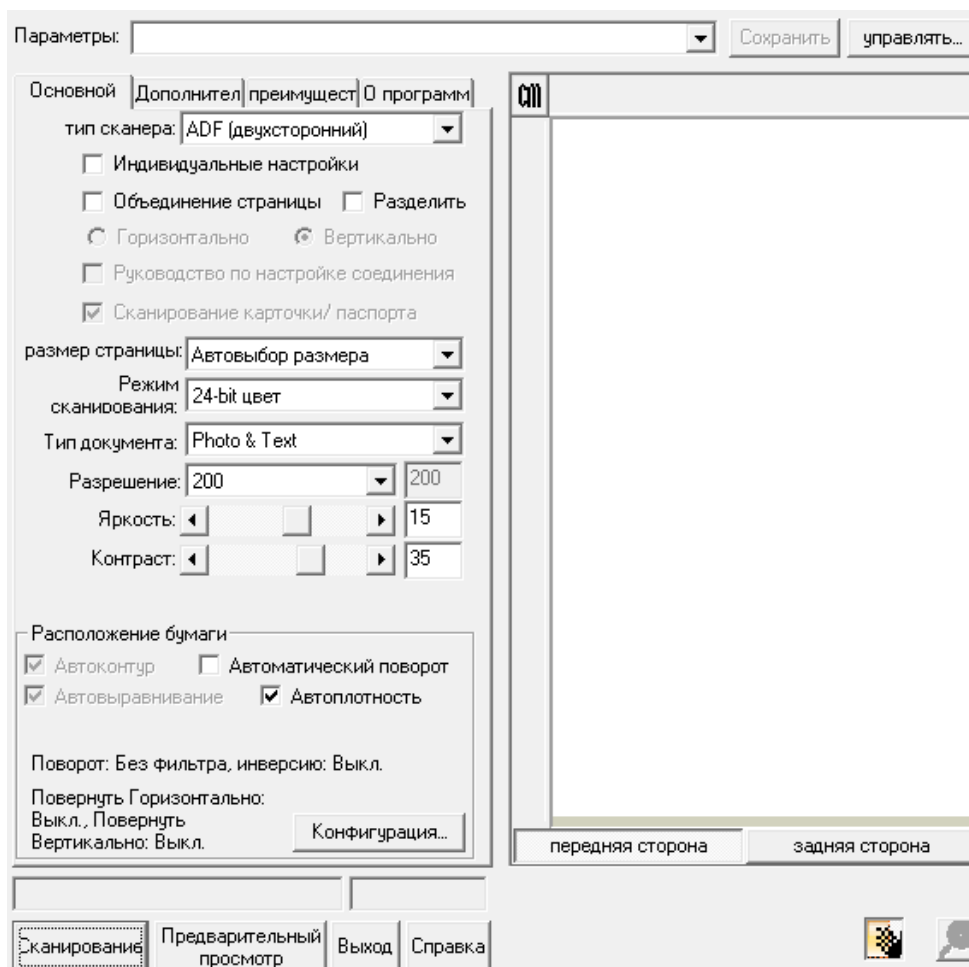 Параметры:
Сохранить
управлять...
Основной
Дополнител
преимущест
О програм
cm
тип сканера: ADF (двухсторонний)
Индивидуальные настройки
Объединение страницы Разделить
Горизонтально Вертикально
Руководство по настройке соединения
Сканирование карточки/ паспорта
размер страницы: Автовыбор размера
Режим
сканирования: 24-bit цвет
Тип документа: Photo & Text
Разрешение: 200 200
Яркость: 15
Контраст: 35
Расположение бумаги
Автоконтур Автоматический поворот
Автовыравнивание Автоплотность
Поворот: Без фильтра, инверсию: Выкл.
Повернуть Горизонтально:
Выкл., Повернуть
Вертикально: Выкл.
Конфигурация...
передняя сторона
задняя сторона
Сканирование
Предварительный
просмотр
Выход
Справка